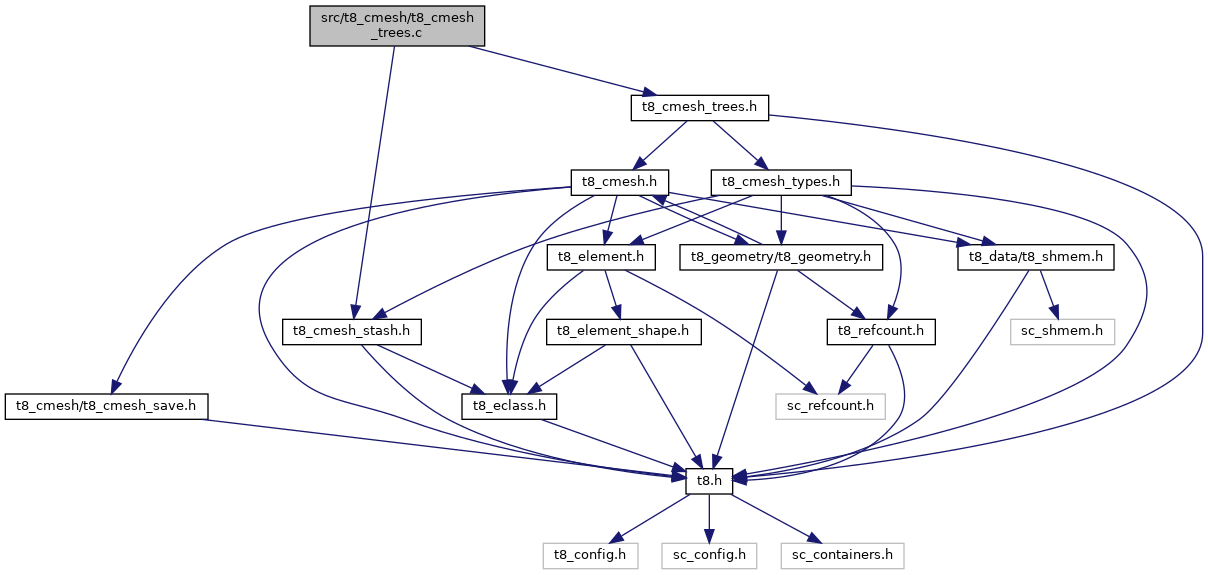 src/t8_cmesh/t8_cmesh
_trees.c
t8_cmesh_trees.h
t8_cmesh.h
t8_cmesh_types.h
t8_element.h
t8_geometry/t8_geometry.h
t8_data/t8_shmem.h
t8_cmesh_stash.h
t8_element_shape.h
t8_refcount.h
sc_shmem.h
t8_cmesh/t8_cmesh_save.h
t8_eclass.h
sc_refcount.h
t8.h
t8_config.h
sc_config.h
sc_containers.h